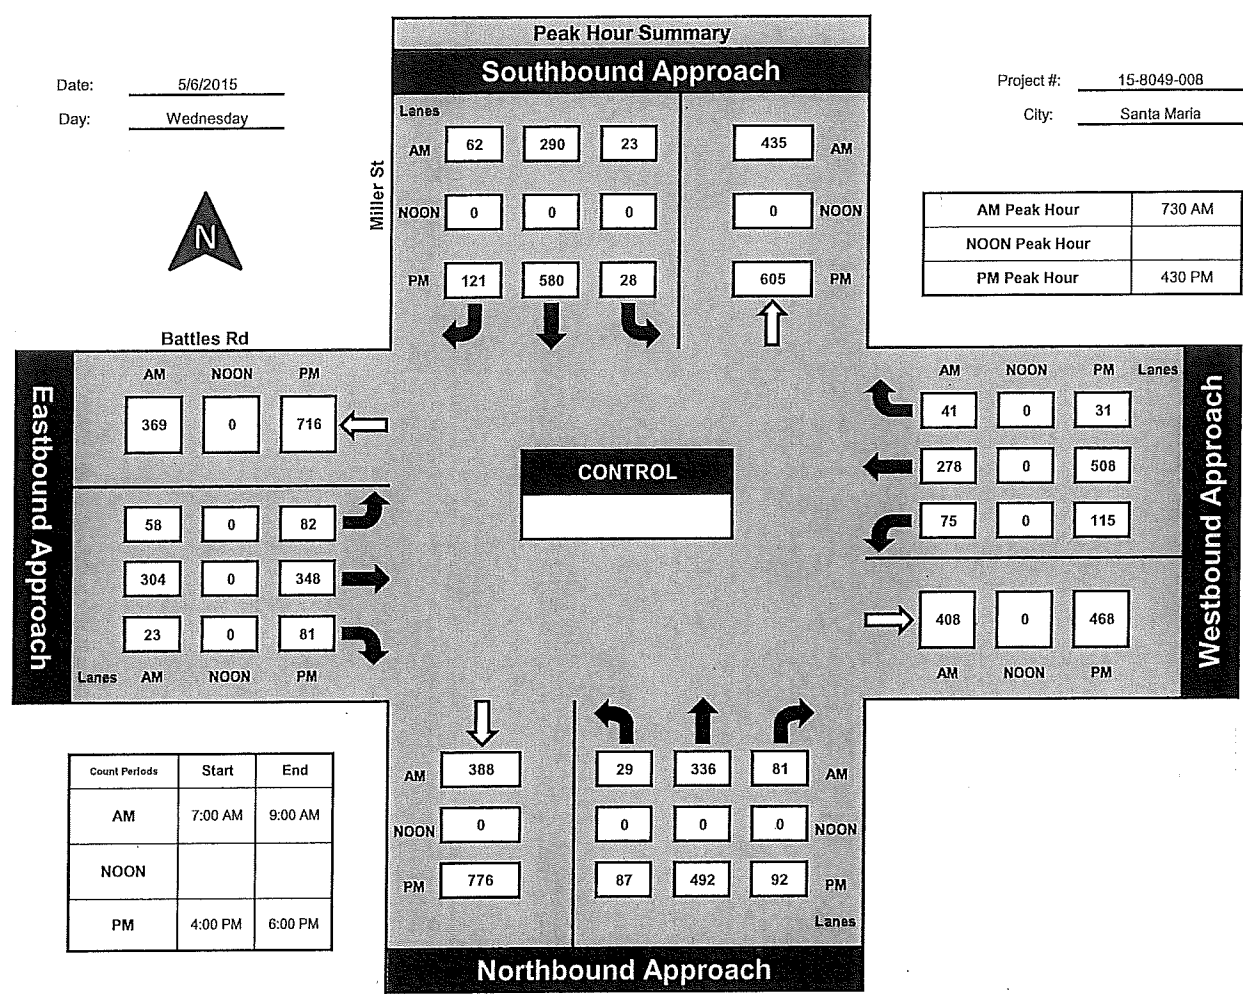 Peak Hour Summary
Southbound Approach
Date: 5/6/2015
Day: Wednesday
Project #: 15-8049-008
City: Santa Maria
Miller St
Lanes
AM 62 290 23 435 AM
NOON 0 0 0 0 NOON
PM 121 580 28 605 PM
N
AM Peak Hour 730 AM
NOON Peak Hour
PM Peak Hour 430 PM
Battles Rd
Eastbound Approach
AM NOON PM
369 0 716
58 0 82
304 0 348
23 0 81
Lanes AM NOON PM
CONTROL
AM NOON PM Lanes
41 0 31
278 0 508
75 0 115
408 0 468
AM NOON PM
Westbound Approach
AM 388 29 336 81 AM
NOON 0 0 0 0 NOON
PM 776 87 492 92 PM
Lanes
Northbound Approach
Count Periods Start End
AM 7:00 AM 9:00 AM
NOON
PM 4:00 PM 6:00 PM